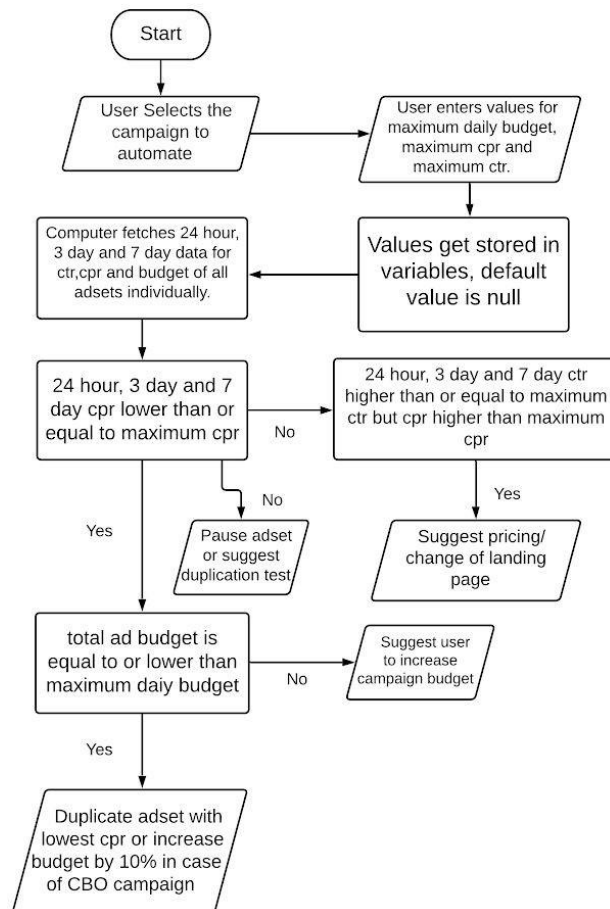 Start
User Selects the
campaign to
automate
User enters values for
maximum daily budget,
maximum cpr and
maximum ctr.
Computer fetches 24 hour,
3 day and 7 day data for
ctr,cpr and budget of all
adsets individually.
Values get stored in
variables, default
value is null
24 hour, 3 day and 7
day cpr lower than or
equal to maximum cpr
No
24 hour, 3 day and 7 day ctr
higher than or equal to maximum
ctr but cpr higher than maximum
cpr
Yes
No
Yes
Pause adset
or suggest
duplication test
Suggest pricing/
change of landing
page
total ad budget is
equal to or lower than
maximum daiy budget
No
Suggest user
to increase
campaign budget
Yes
Duplicate adset with
lowest cpr or increase
budget by 10% in case
of CBO campaign